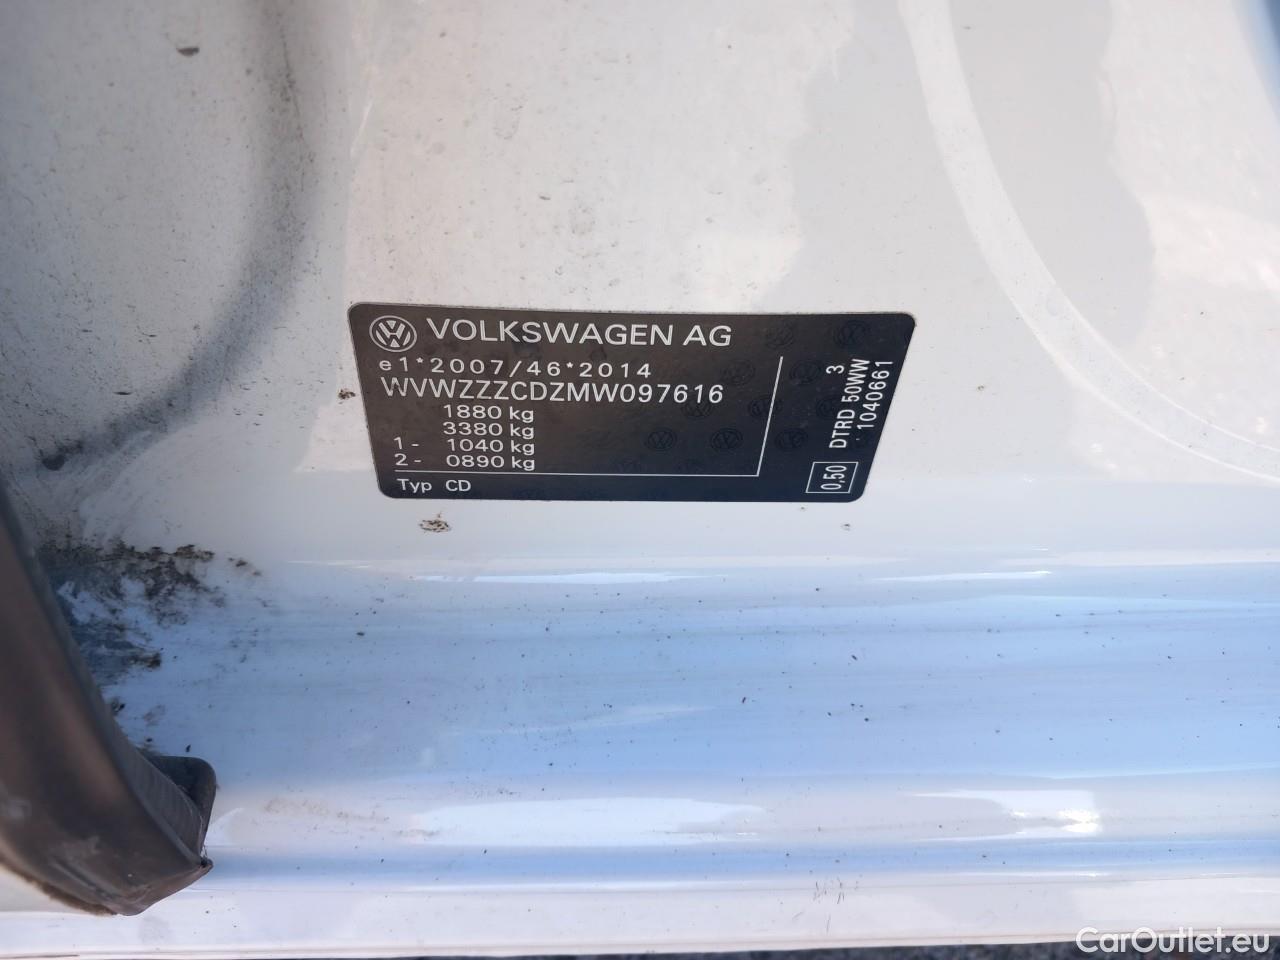 VOLKSWAGEN AG
e1*2007/46*2014
WVWZZZCDZMW097616
1880 kg
3380 kg
1- 1040 kg
2- 0890 kg
Typ CD
3
DTRD 50WW
1040661
0,50
CarOutlet.eu